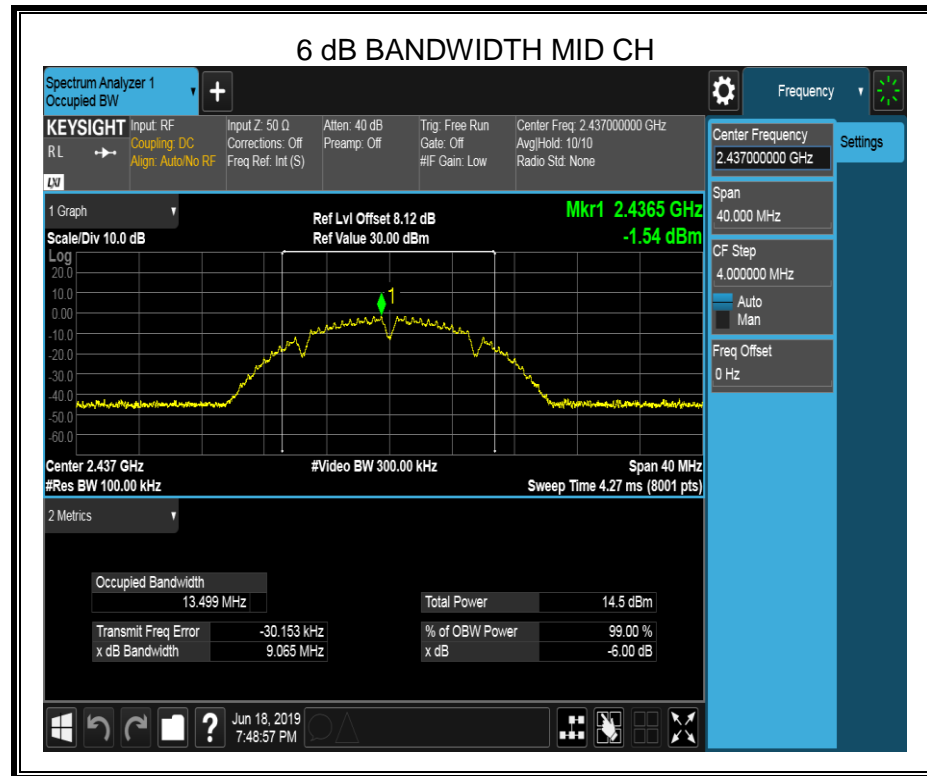 6 dB BANDWIDTH MID CH
Spectrum Analyzer 1
Occupied BW
+
Frequency
KEYSIGHT
RL
LXI
Input: RF
Coupling: DC
Align: Auto/No RF
Input Z: 50 Ω
Corrections: Off
Freq Ref: Int (S)
Atten: 40 dB
Preamp: Off
Trig: Free Run
Gate: Off
#IF Gain: Low
Center Freq: 2.437000000 GHz
Avg|Hold: 10/10
Radio Std: None
Center Frequency
2.437000000 GHz
Settings
Span
40.000 MHz
CF Step
4.000000 MHz
Auto
Man
Freq Offset
0 Hz
1 Graph
Scale/Div 10.0 dB
Ref Lvl Offset 8.12 dB
Ref Value 30.00 dBm
Mkr1 2.4365 GHz
-1.54 dBm
Log
20.0
10.0
0.00
-10.0
-20.0
-30.0
-40.0
-50.0
-60.0
1
Center 2.437 GHz
#Video BW 300.00 kHz
Span 40 MHz
#Res BW 100.00 kHz
Sweep Time 4.27 ms (8001 pts)
2 Metrics
Occupied Bandwidth
13.499 MHz
Total Power 14.5 dBm
Transmit Freq Error -30.153 kHz
% of OBW Power 99.00 %
x dB Bandwidth 9.065 MHz
x dB -6.00 dB
?
Jun 18, 2019
7:48:57 PM